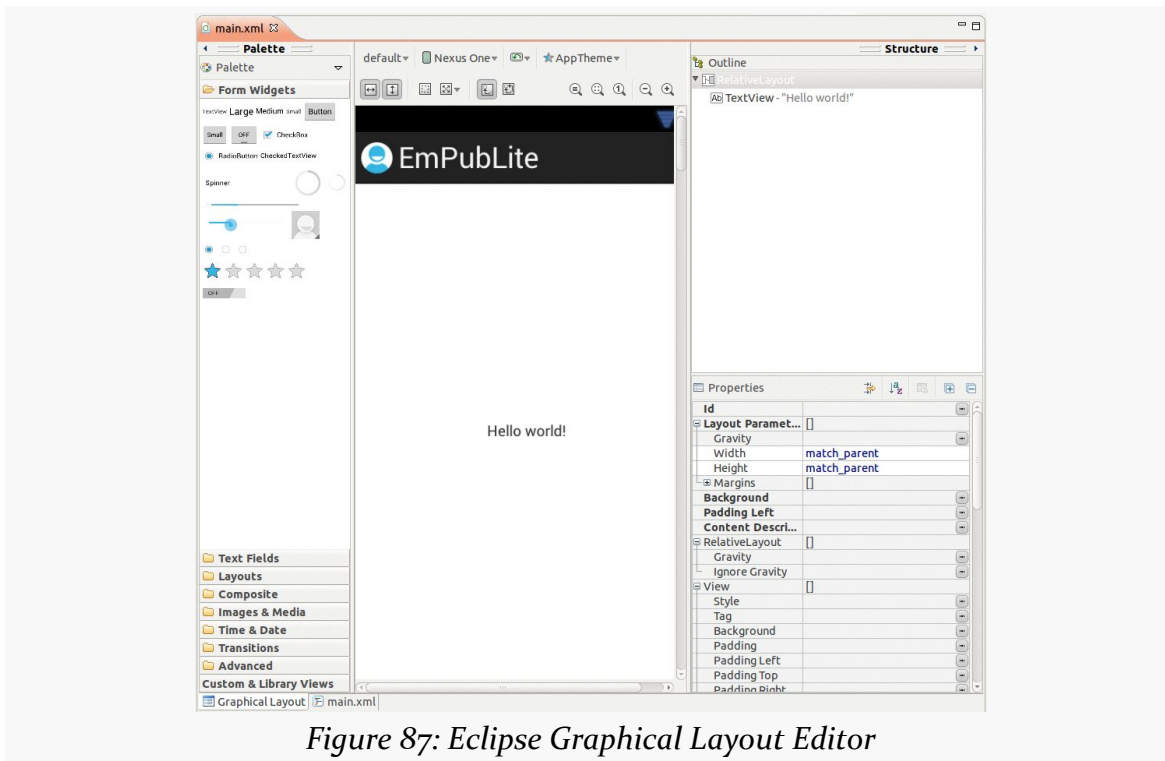 main.xml
Palette
Palette
Form Widgets
TextView Large Medium Small Button
Small OFF CheckBox
RadioButton CheckedTextView
Spinner
OFF
Text Fields
Layouts
Composite
Images & Media
Time & Date
Transitions
Advanced
Custom & Library Views
Graphical Layout main.xml
default Nexus One AppTheme
EmPubLite
Hello world!
Structure
Outline
RelativeLayout
Ab TextView - "Hello world!"
Properties
Id
Layout Paramet... []
Gravity
Width match_parent
Height match_parent
Margins []
Background
Padding Left
Content Descri...
RelativeLayout []
Gravity
Ignore Gravity
View []
Style
Tag
Background
Padding
Padding Left
Padding Top
Padding Right
Figure 87: Eclipse Graphical Layout Editor